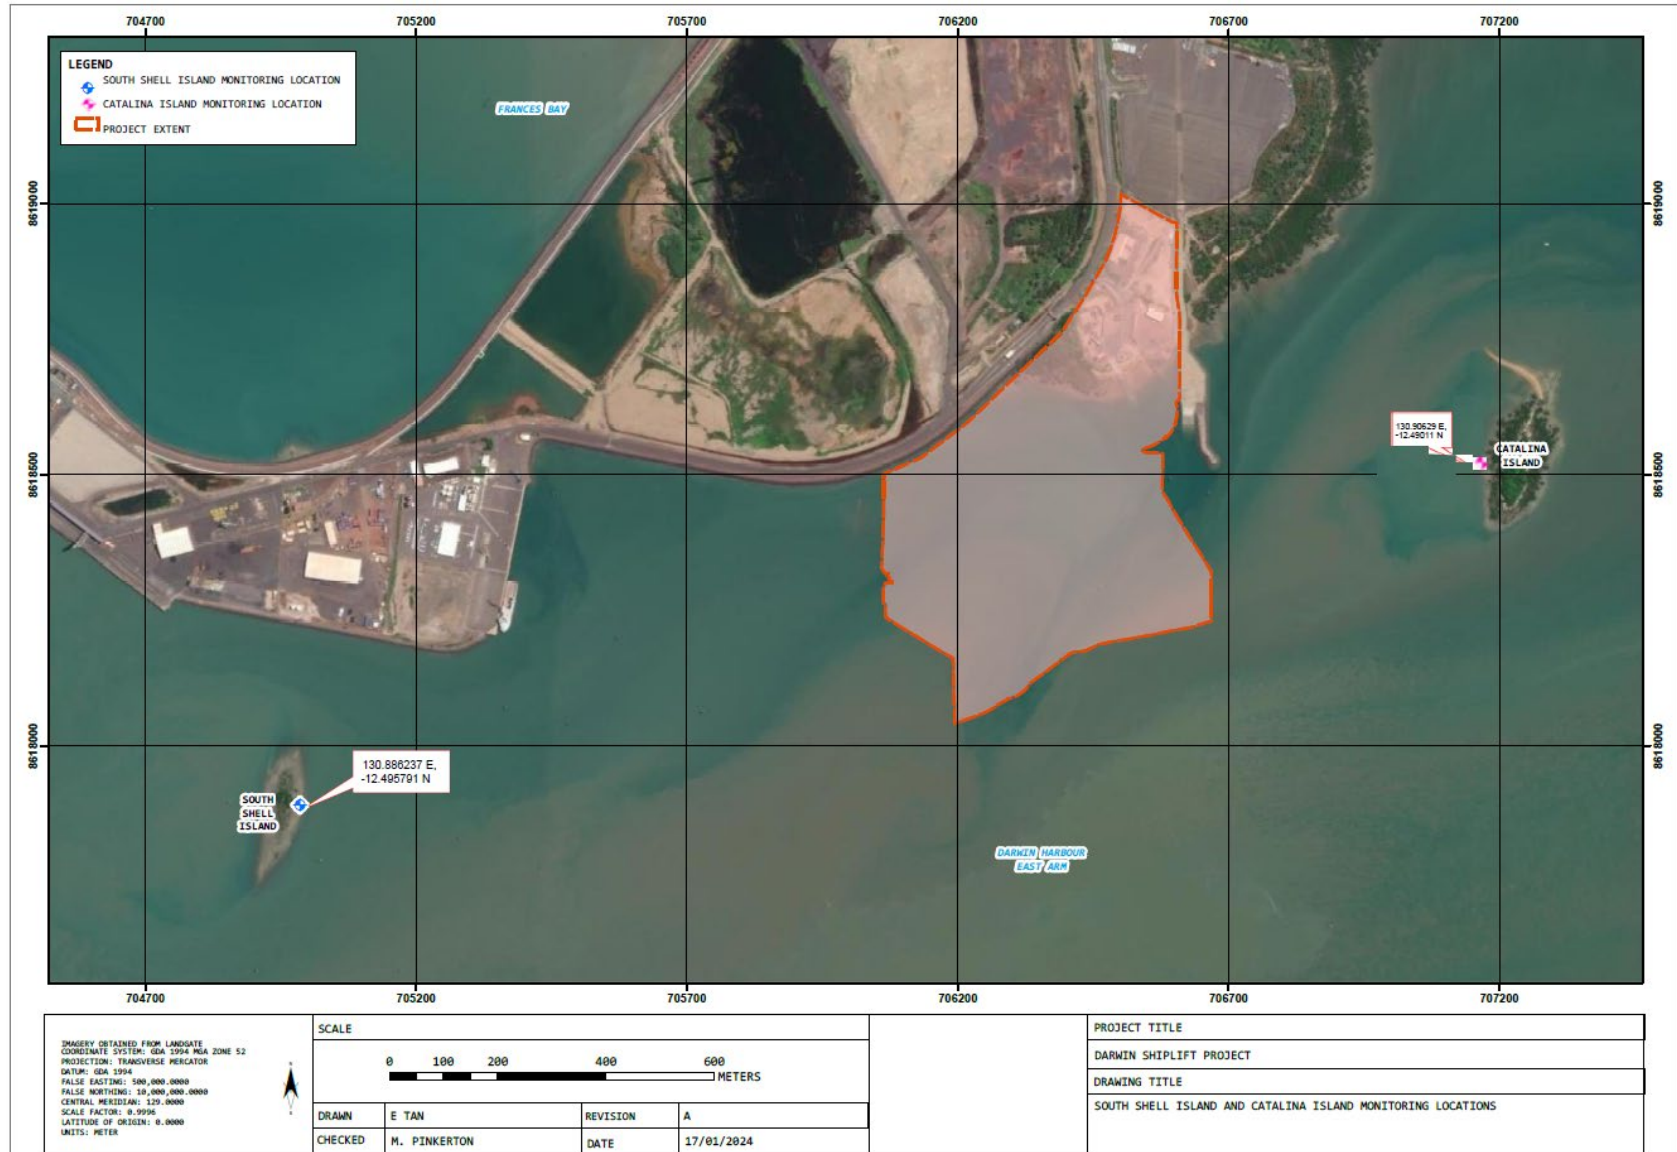 704700
705200
705700
706200
706700
707200
LEGEND
SOUTH SHELL ISLAND MONITORING LOCATION
CATALINA ISLAND MONITORING LOCATION
PROJECT EXTENT
FRANCES BAY
8619000
8619000
130.90629 E,
-12.49011 N
CATALINA
ISLAND
8618500
8618500
8618000
8618000
130.886237 E,
-12.495791 N
SOUTH
SHELL
ISLAND
DARWIN HARBOUR
EAST ARM
704700
705200
705700
706200
706700
707200
IMAGERY OBTAINED FROM LANDGATE
COORDINATE SYSTEM: GDA 1994 MGA ZONE 52
PROJECTION: TRANSVERSE MERCATOR
DATUM: GDA 1994
FALSE EASTING: 500,000.0000
FALSE NORTHING: 10,000,000.0000
CENTRAL MERIDIAN: 129.0000
SCALE FACTOR: 0.9996
LATITUDE OF ORIGIN: 0.0000
UNITS: METER
SCALE
0 100 200 400 600
METERS
DRAWN E TAN REVISION A
CHECKED M. PINKERTON DATE 17/01/2024
PROJECT TITLE
DARWIN SHIPLIFT PROJECT
DRAWING TITLE
SOUTH SHELL ISLAND AND CATALINA ISLAND MONITORING LOCATIONS